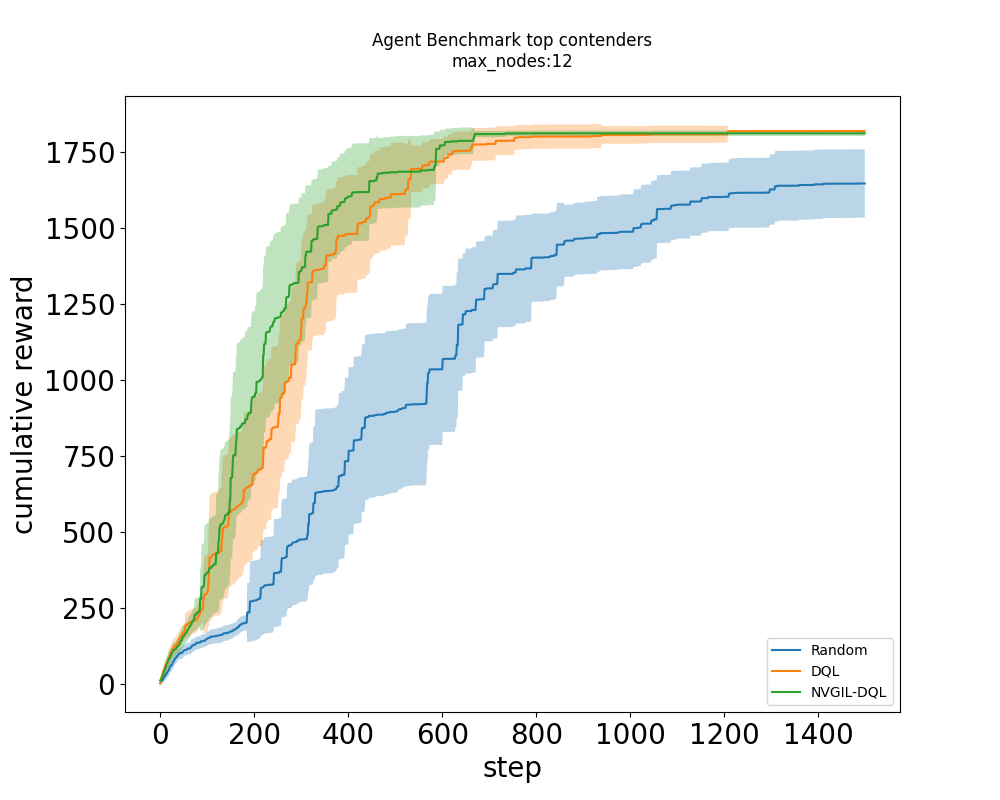 Agent Benchmark top contenders
max_nodes:12
cumulative reward
1750
1500
1250
1000
750
500
250
0
0 200 400 600 800 1000 1200 1400
step
Random
DQL
NVGIL-DQL